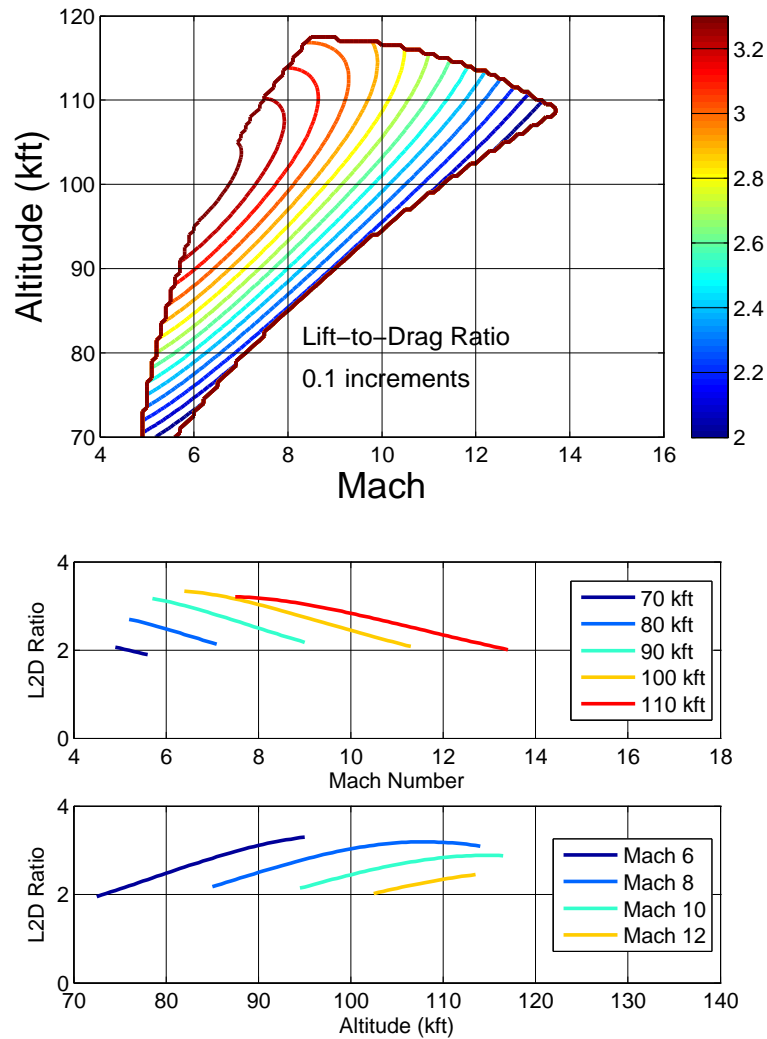 120
110
100
90
80
70
Altitude (kft)
4 6 8 10 12 14 16
Mach
Lift−to−Drag Ratio
0.1 increments
3.2
3
2.8
2.6
2.4
2.2
2
4
2
0
L2D Ratio
4 6 8 10 12 14 16 18
Mach Number
70 kft
80 kft
90 kft
100 kft
110 kft
4
2
0
L2D Ratio
70 80 90 100 110 120 130 140
Altitude (kft)
Mach 6
Mach 8
Mach 10
Mach 12